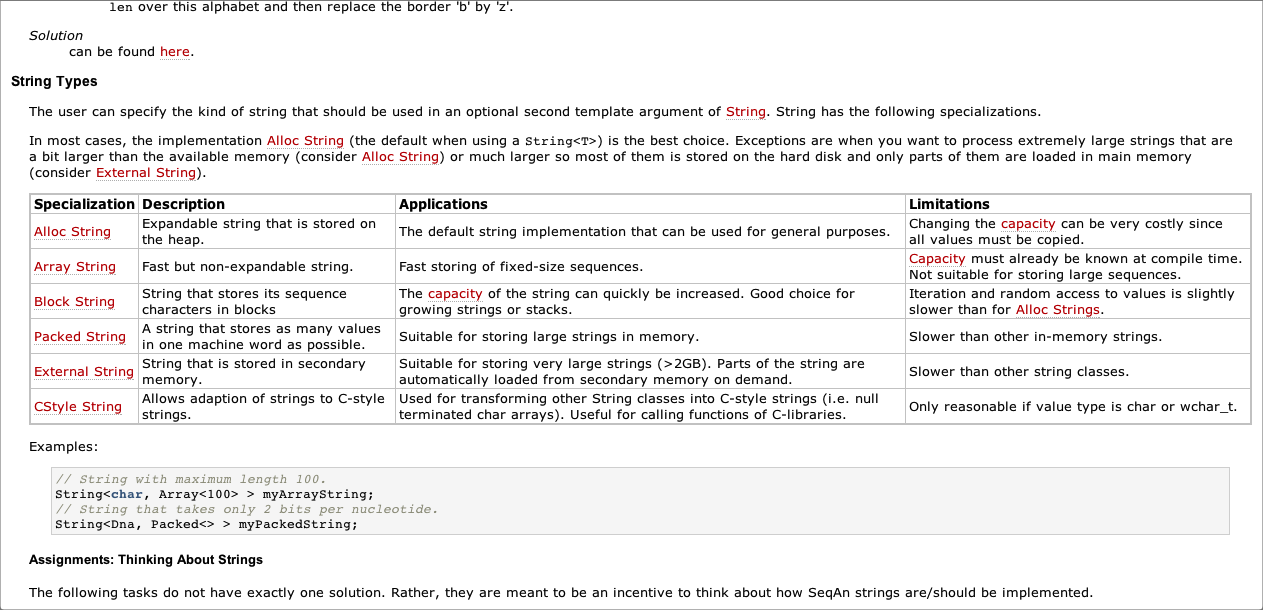 len over this alphabet and then replace the border 'b' by 'z'.
Solution
can be found here.
String Types
The user can specify the kind of string that should be used in an optional second template argument of String. String has the following specializations.
In most cases, the implementation Alloc String (the default when using a String<T>) is the best choice. Exceptions are when you want to process extremely large strings that are
a bit larger than the available memory (consider Alloc String) or much larger so most of them is stored on the hard disk and only parts of them are loaded in main memory
(consider External String).
Specialization Description Applications Limitations
Alloc String
Expandable string that is stored on
the heap.
The default string implementation that can be used for general purposes.
Changing the capacity can be very costly since
all values must be copied.
Array String
Fast but non-expandable string.
Fast storing of fixed-size sequences.
Capacity must already be known at compile time.
Not suitable for storing large sequences.
Block String
String that stores its sequence
characters in blocks
The capacity of the string can quickly be increased. Good choice for
growing strings or stacks.
Iteration and random access to values is slightly
slower than for Alloc Strings.
Packed String
A string that stores as many values
in one machine word as possible.
Suitable for storing large strings in memory.
Slower than other in-memory strings.
External String
String that is stored in secondary
memory.
Suitable for storing very large strings (>2GB). Parts of the string are
automatically loaded from secondary memory on demand.
Slower than other string classes.
CStyle String
Allows adaption of strings to C-style
strings.
Used for transforming other String classes into C-style strings (i.e. null
terminated char arrays). Useful for calling functions of C-libraries.
Only reasonable if value type is char or wchar_t.
Examples:
// String with maximum length 100.
String<char, Array<100> > myArrayString;
// String that takes only 2 bits per nucleotide.
String<Dna, Packed<> > myPackedString;
Assignments: Thinking About Strings
The following tasks do not have exactly one solution. Rather, they are meant to be an incentive to think about how SeqAn strings are/should be implemented.